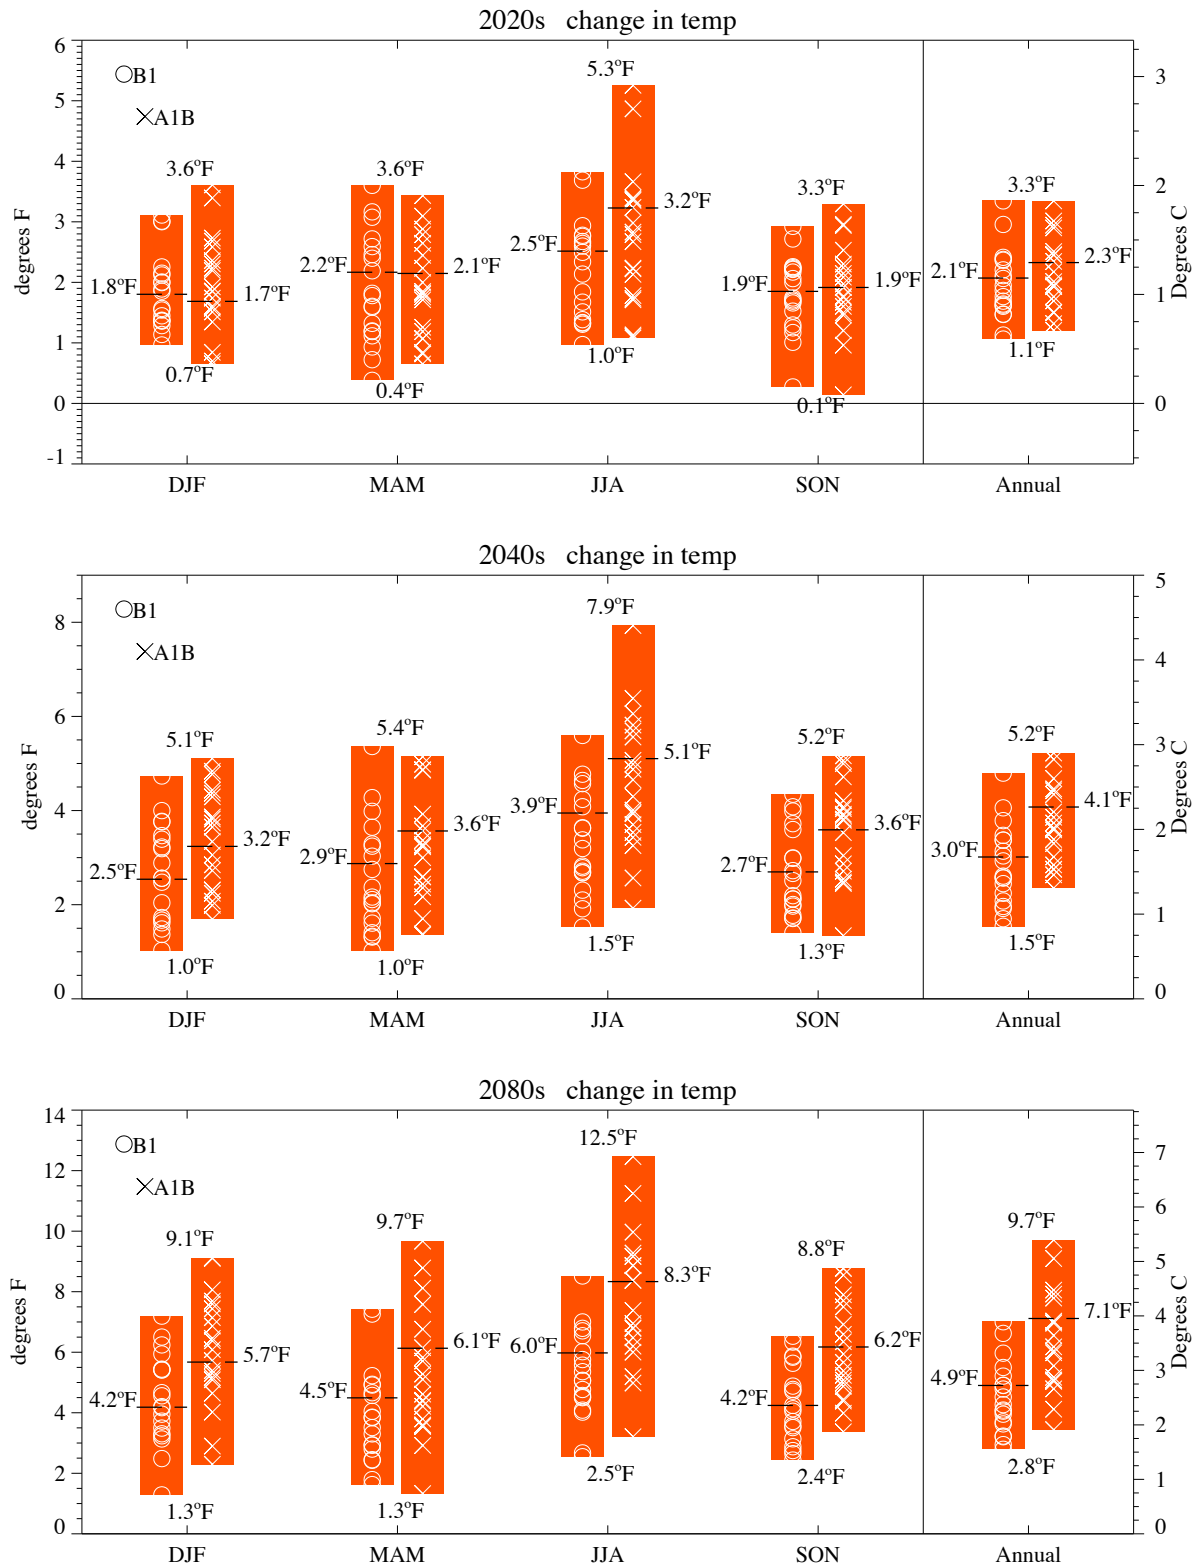 2020s change in temp
6
5
4
3
2
1
0
-1
degrees F
3
2
1
0
Degrees C
○B1
×A1B
3.6°F
1.8°F
1.7°F
0.7°F
3.6°F
2.2°F
2.1°F
0.4°F
5.3°F
2.5°F
3.2°F
1.0°F
3.3°F
1.9°F
1.9°F
0.1°F
3.3°F
2.1°F
2.3°F
1.1°F
DJF MAM JJA SON Annual
2040s change in temp
8
6
4
2
0
degrees F
5
4
3
2
1
0
Degrees C
○B1
×A1B
5.1°F
2.5°F
3.2°F
1.0°F
5.4°F
2.9°F
3.6°F
1.0°F
7.9°F
3.9°F
5.1°F
1.5°F
5.2°F
2.7°F
3.6°F
1.3°F
5.2°F
3.0°F
4.1°F
1.5°F
DJF MAM JJA SON Annual
2080s change in temp
14
12
10
8
6
4
2
0
degrees F
7
6
5
4
3
2
1
0
Degrees C
○B1
×A1B
9.1°F
4.2°F
5.7°F
1.3°F
9.7°F
4.5°F
6.1°F
1.3°F
12.5°F
6.0°F
8.3°F
2.5°F
8.8°F
4.2°F
6.2°F
2.4°F
9.7°F
4.9°F
7.1°F
2.8°F
DJF MAM JJA SON Annual